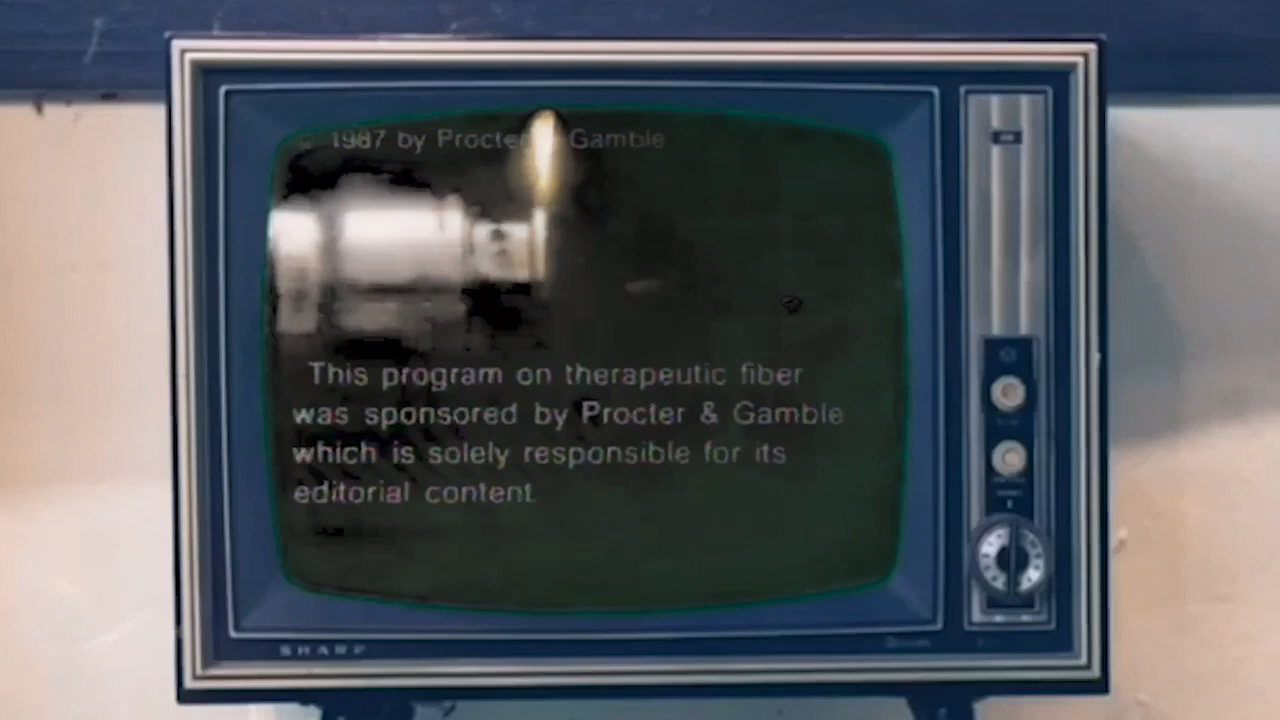 c 1987 by Procter & Gamble
This program on therapeutic fiber
was sponsored by Procter & Gamble
which is solely responsible for its
editorial content.
SHARP